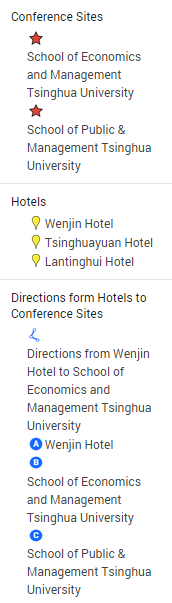 Conference Sites
School of Economics
and Management
Tsinghua University
School of Public &
Management Tsinghua
University
Hotels
Wenjin Hotel
Tsinghuayuan Hotel
Lantinghui Hotel
Directions form Hotels to
Conference Sites
Directions from Wenjin
Hotel to School of
Economics and
Management Tsinghua
University
A Wenjin Hotel
B
School of Economics
and Management
Tsinghua University
C
School of Public &
Management Tsinghua
University